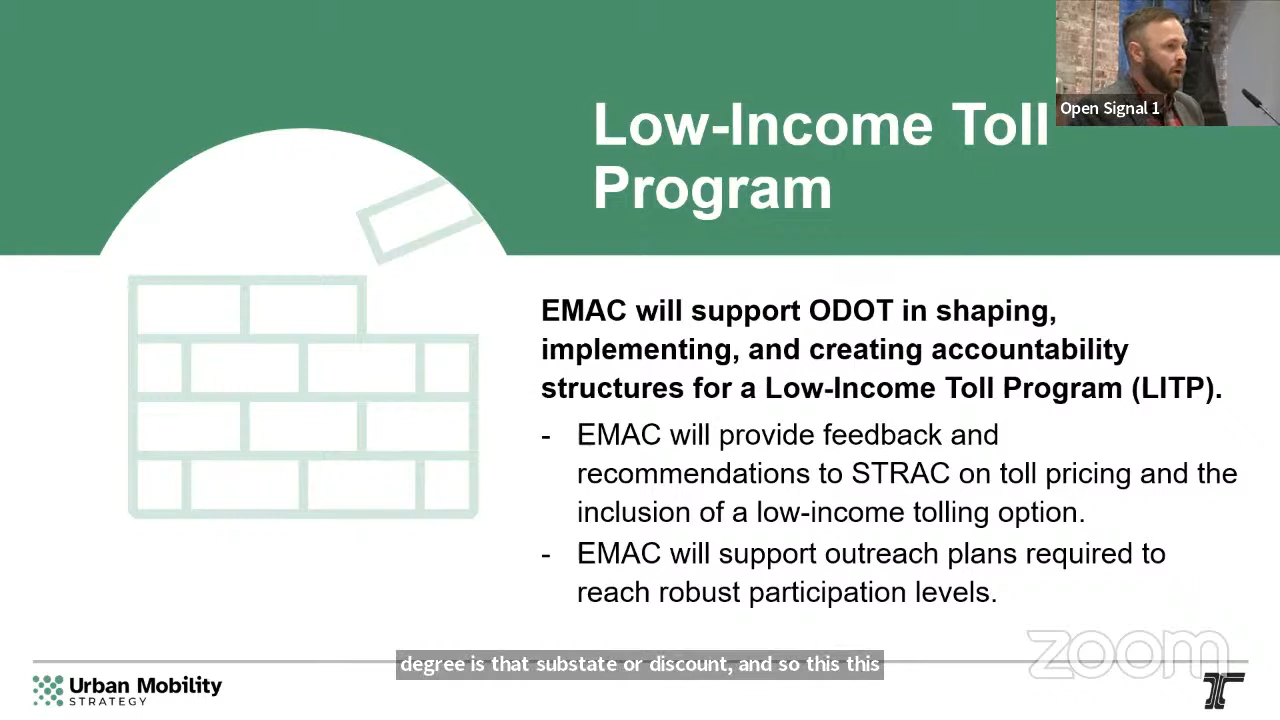 Low-Income Toll
Program
Open Signal 1
EMAC will support ODOT in shaping,
implementing, and creating accountability
structures for a Low-Income Toll Program (LITP).
- EMAC will provide feedback and
recommendations to STRAC on toll pricing and the
inclusion of a low-income tolling option.
- EMAC will support outreach plans required to
reach robust participation levels.
zoom
degree is that substate or discount, and so this this
Urban Mobility
STRATEGY